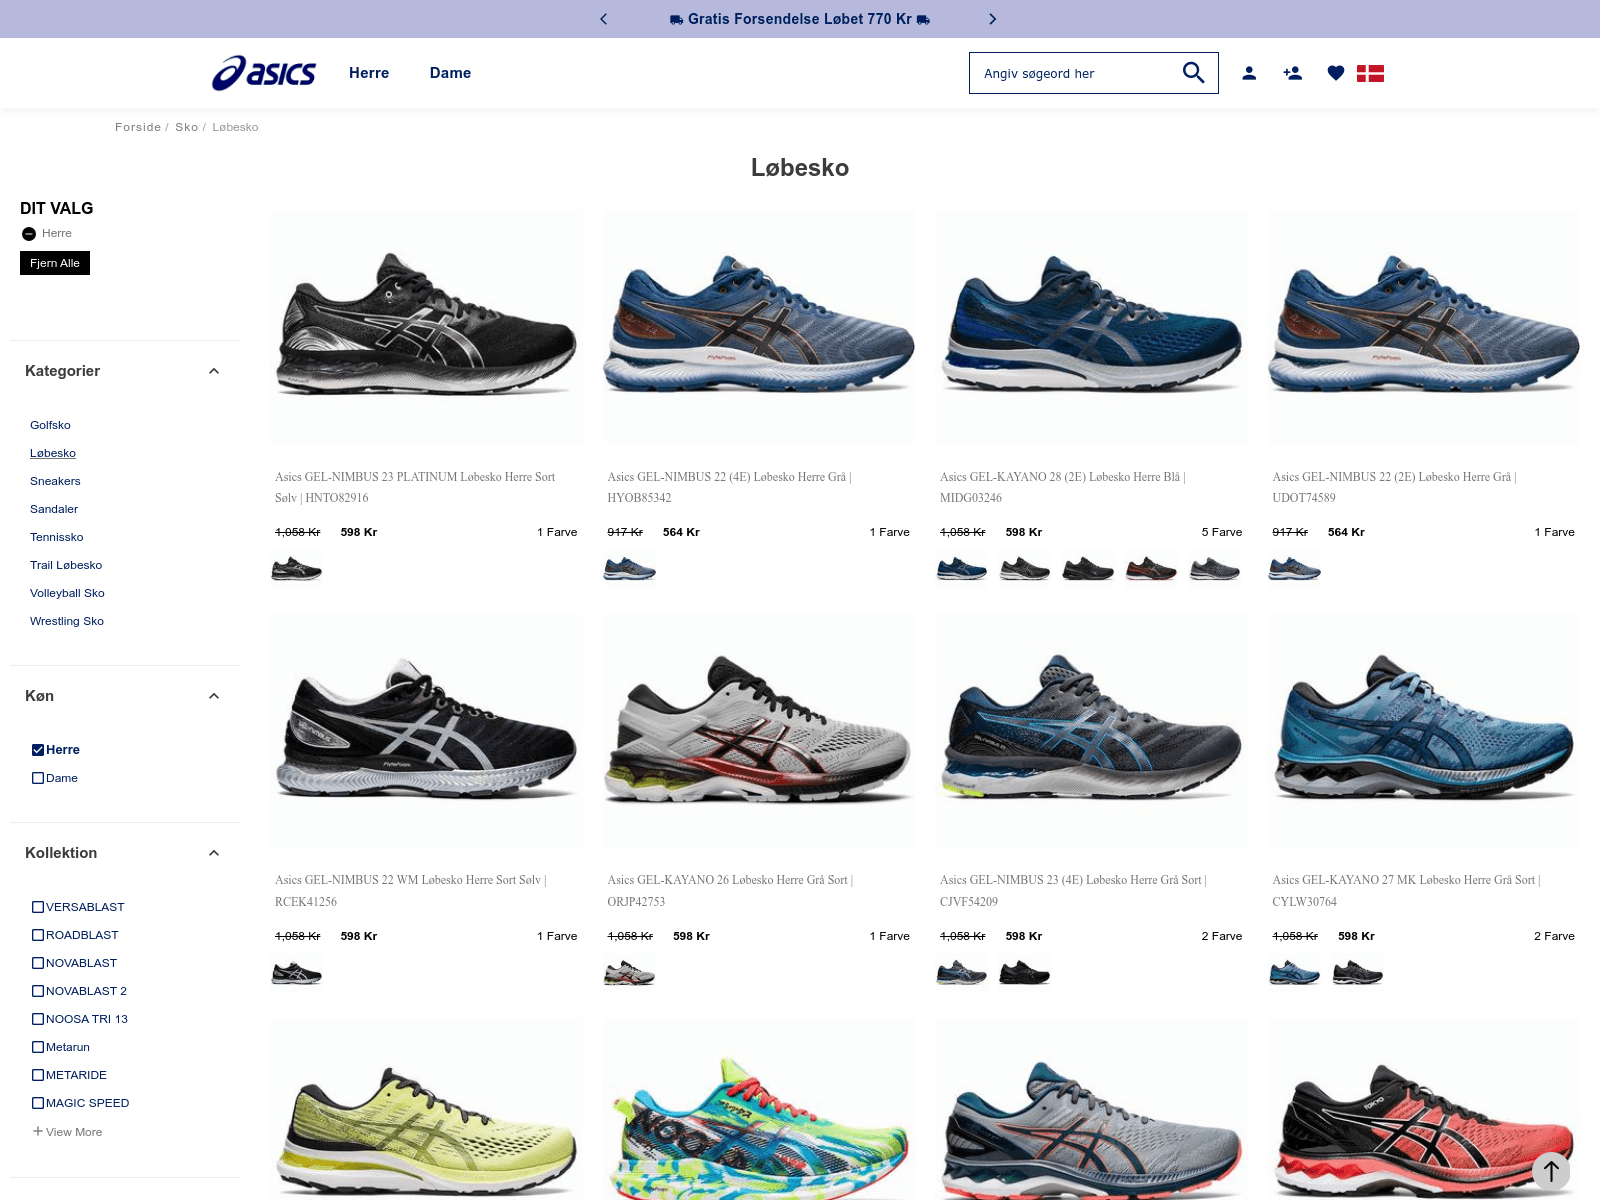 Gratis Forsendelse Løbet 770 Kr
asics
Herre
Dame
Angiv søgeord her
Forside / Sko / Løbesko
Løbesko
DIT VALG
Herre
Fjern Alle
Kategorier
Golfsko
Løbesko
Sneakers
Sandaler
Tennissko
Trail Løbesko
Volleyball Sko
Wrestling Sko
Køn
Herre
Dame
Kollektion
VERSABLAST
ROADBLAST
NOVABLAST
NOVABLAST 2
NOOSA TRI 13
Metarun
METARIDE
MAGIC SPEED
View More
Asics GEL-NIMBUS 23 PLATINUM Løbesko Herre Sort
Sølv | HNTO82916
1,058 Kr 598 Kr 1 Farve
Asics GEL-NIMBUS 22 (4E) Løbesko Herre Grå |
HYOB85342
917 Kr 564 Kr 1 Farve
Asics GEL-KAYANO 28 (2E) Løbesko Herre Blå |
MIDG03246
1,058 Kr 598 Kr 5 Farve
Asics GEL-NIMBUS 22 (2E) Løbesko Herre Grå |
UDOT74589
917 Kr 564 Kr 1 Farve
Asics GEL-NIMBUS 22 WM Løbesko Herre Sort Sølv |
RCEK41256
1,058 Kr 598 Kr 1 Farve
Asics GEL-KAYANO 26 Løbesko Herre Grå Sort |
ORJP42753
1,058 Kr 598 Kr 1 Farve
Asics GEL-NIMBUS 23 (4E) Løbesko Herre Grå Sort |
CJVF54209
1,058 Kr 598 Kr 2 Farve
Asics GEL-KAYANO 27 MK Løbesko Herre Grå Sort |
CYLW30764
1,058 Kr 598 Kr 2 Farve